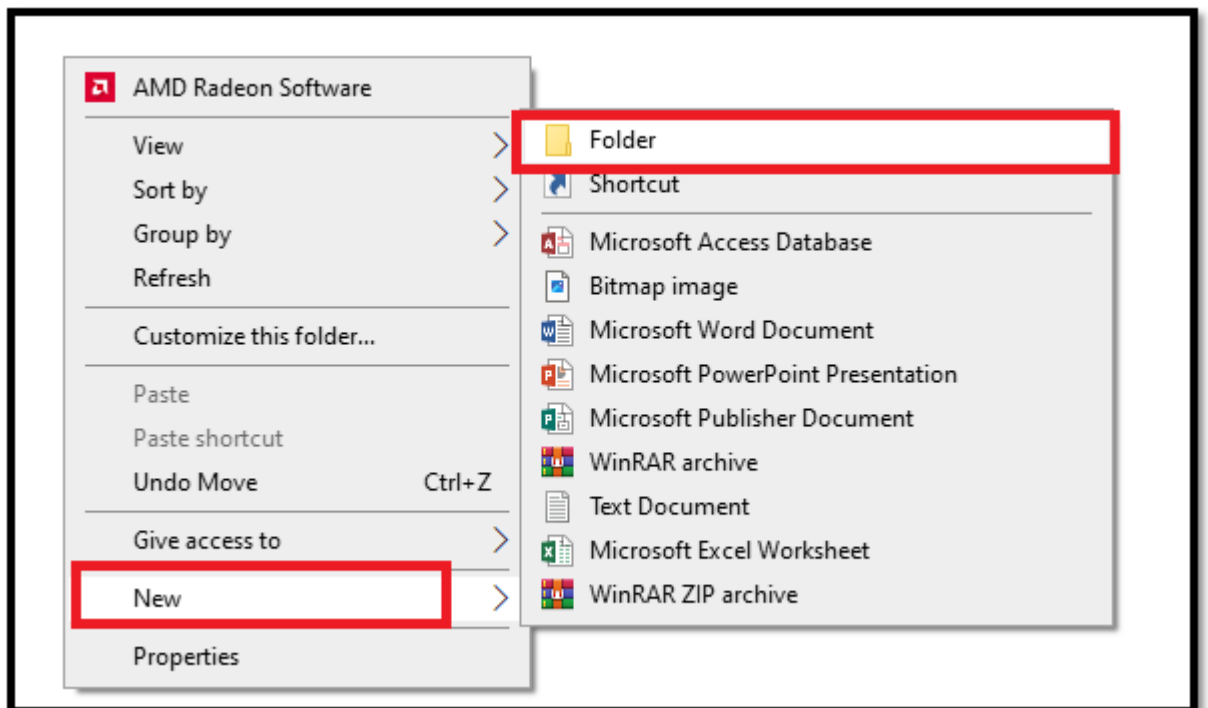 AMD Radeon Software
View
Sort by
Group by
Refresh
Customize this folder...
Paste
Paste shortcut
Undo Move Ctrl+Z
Give access to
New
Properties
Folder
Shortcut
Microsoft Access Database
Bitmap image
Microsoft Word Document
Microsoft PowerPoint Presentation
Microsoft Publisher Document
WinRAR archive
Text Document
Microsoft Excel Worksheet
WinRAR ZIP archive